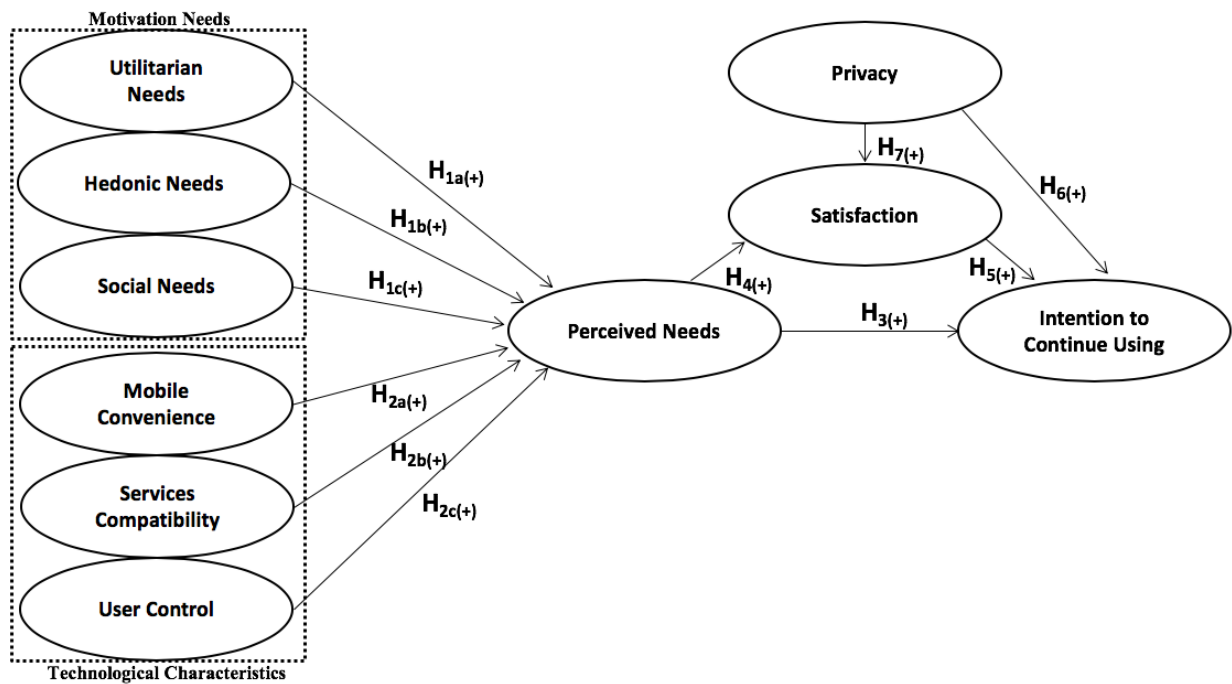 Motivation Needs
Utilitarian
Needs
Hedonic Needs
Social Needs
Mobile
Convenience
Services
Compatibility
User Control
Technological Characteristics
H1a(+)
H1b(+)
H1c(+)
H2a(+)
H2b(+)
H2c(+)
Perceived Needs
Privacy
H7(+)
Satisfaction
H6(+)
H5(+)
H4(+)
H3(+)
Intention to
Continue Using